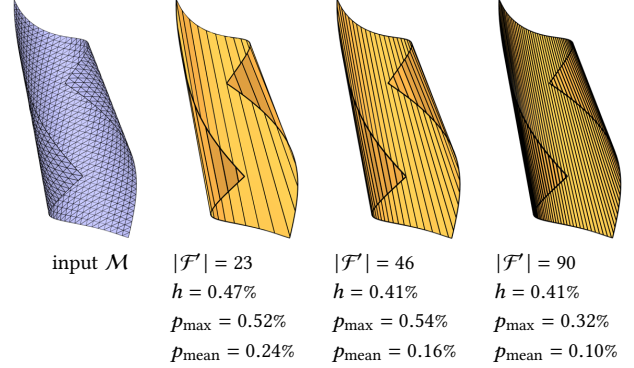 input ℳ
|ℱ′| = 23
h = 0.47%
p_max = 0.52%
p_mean = 0.24%
|ℱ′| = 46
h = 0.41%
p_max = 0.54%
p_mean = 0.16%
|ℱ′| = 90
h = 0.41%
p_max = 0.32%
p_mean = 0.10%